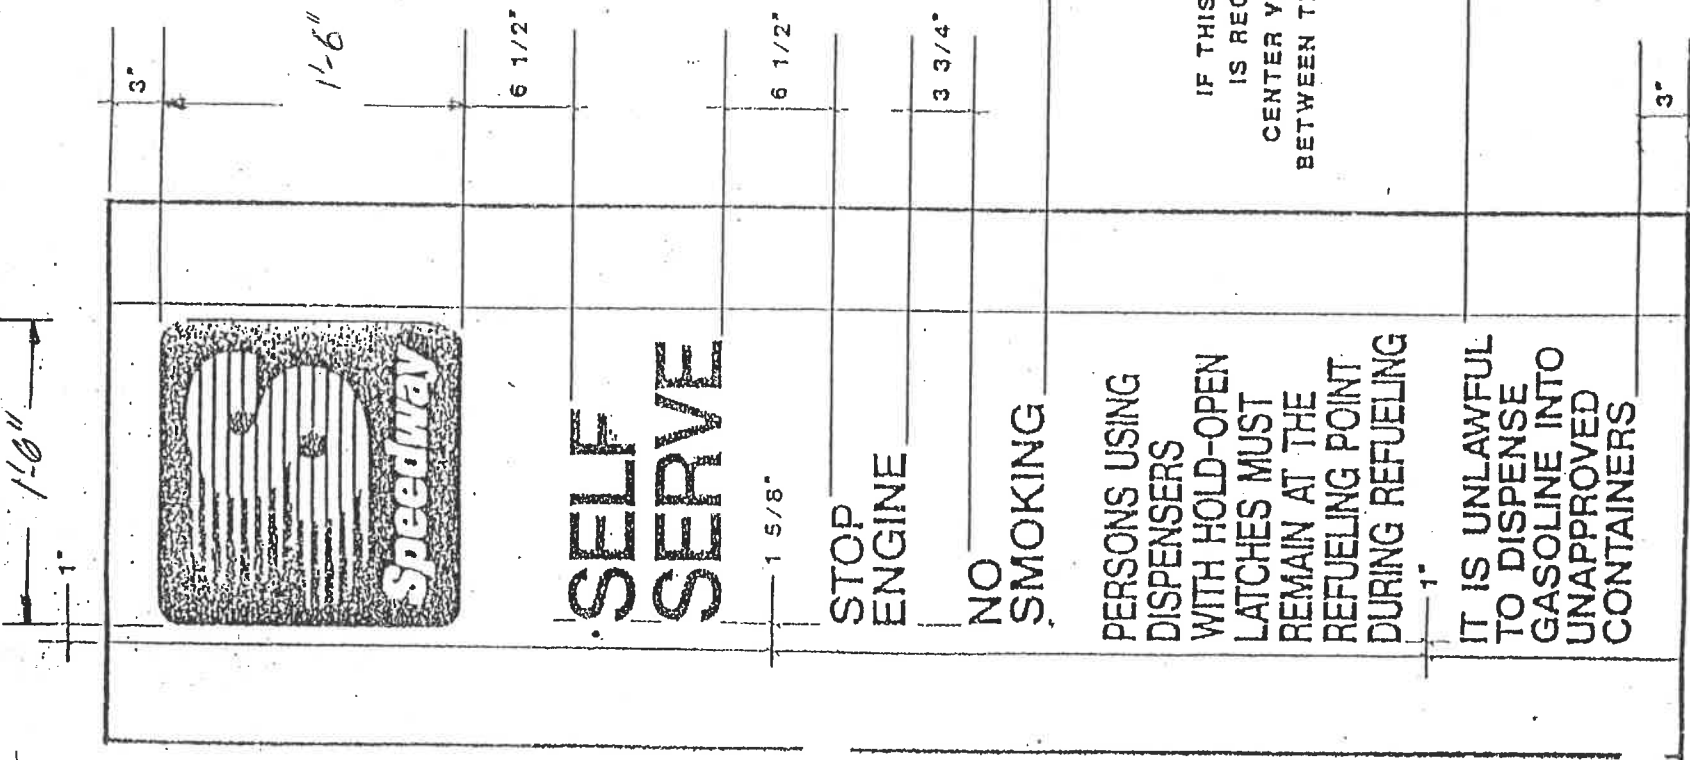 1'-6"
1"
3"
1'-6"
6 1/2"
6 1/2"
3 3/4"
Speedway
SELF
SERVE
1 5/8"
STOP
ENGINE
NO
SMOKING
PERSONS USING
DISPENSERS
WITH HOLD-OPEN
LATCHES MUST
REMAIN AT THE
REFUELING POINT
DURING REFUELING
1"
IT IS UNLAWFUL
TO DISPENSE
GASOLINE INTO
UNAPPROVED
CONTAINERS
3"
IF THIS
IS
CENTER
BETWEEN